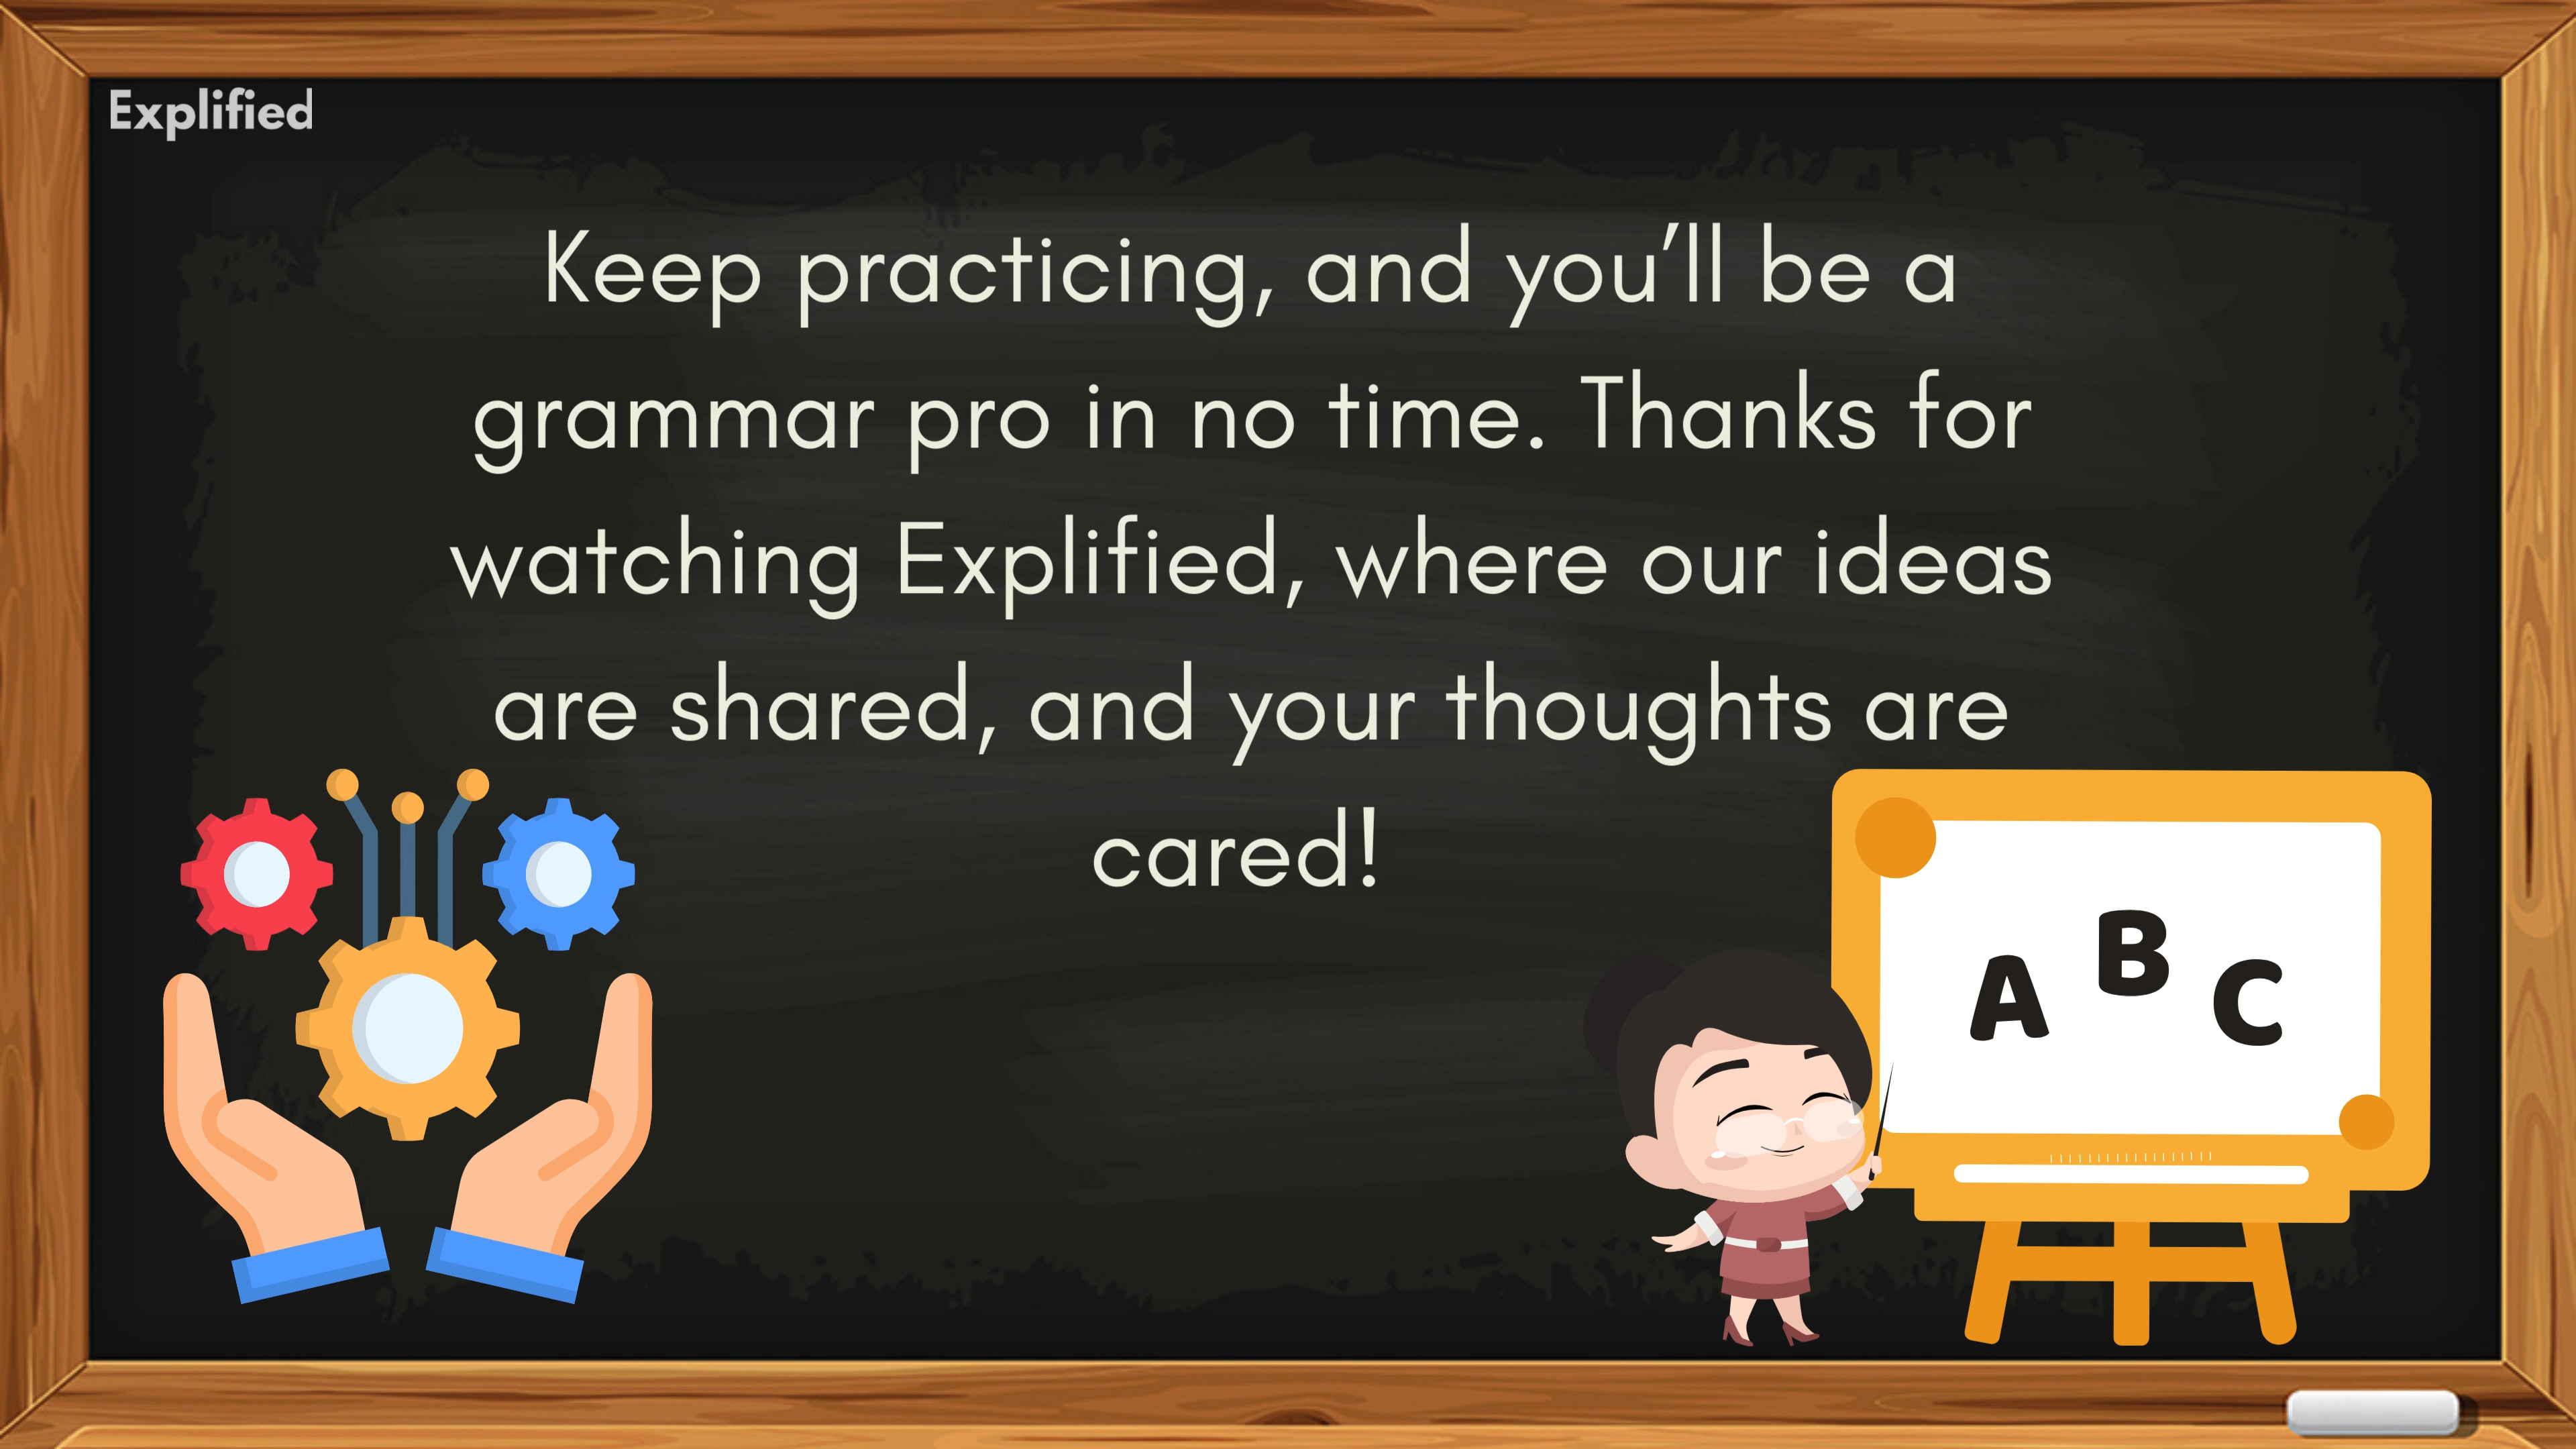 Explified
Keep practicing, and you’ll be a
grammar pro in no time. Thanks for
watching Explified, where our ideas
are shared, and your thoughts are
cared!
A B C